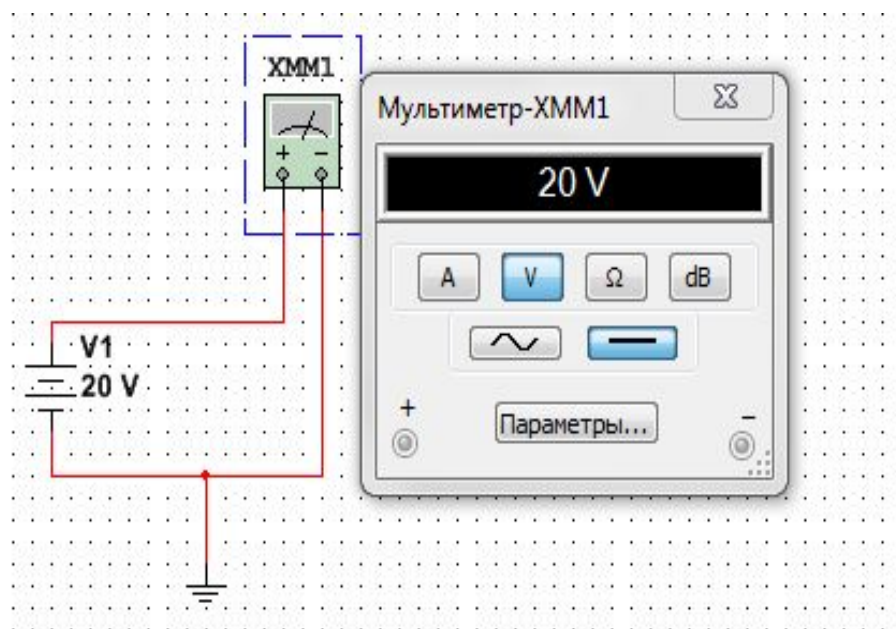 XMM1
Мультиметр-XMM1
20 V
A V Ω dB
V1
20 V
+ −
Параметры...
+ −